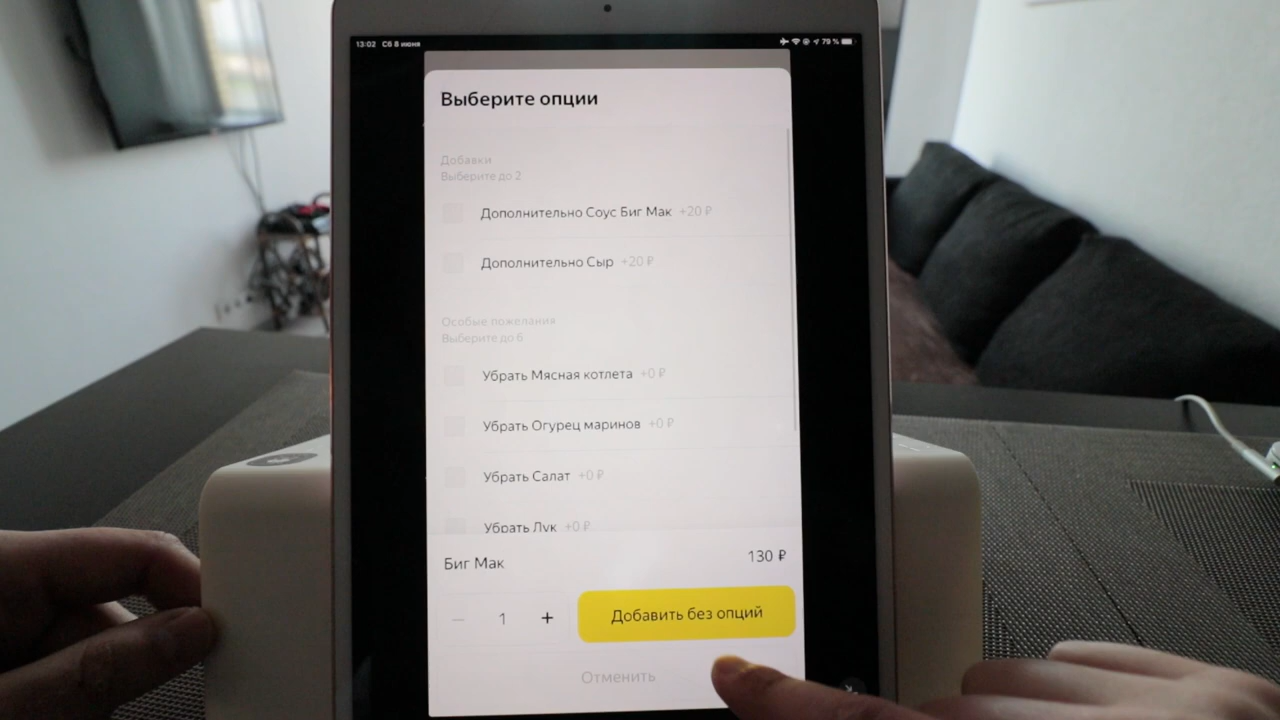 13:02 Сб 8 июня
79 %
Выберите опции
Добавки
Выберите до 2
Дополнительно Соус Биг Мак +20 ₽
Дополнительно Сыр +20 ₽
Особые пожелания
Выберите до 6
Убрать Мясная котлета +0 ₽
Убрать Огурец маринов +0 ₽
Убрать Салат +0 ₽
Убрать Лук +0 ₽
Биг Мак 130 ₽
— 1 +
Добавить без опций
Отменить